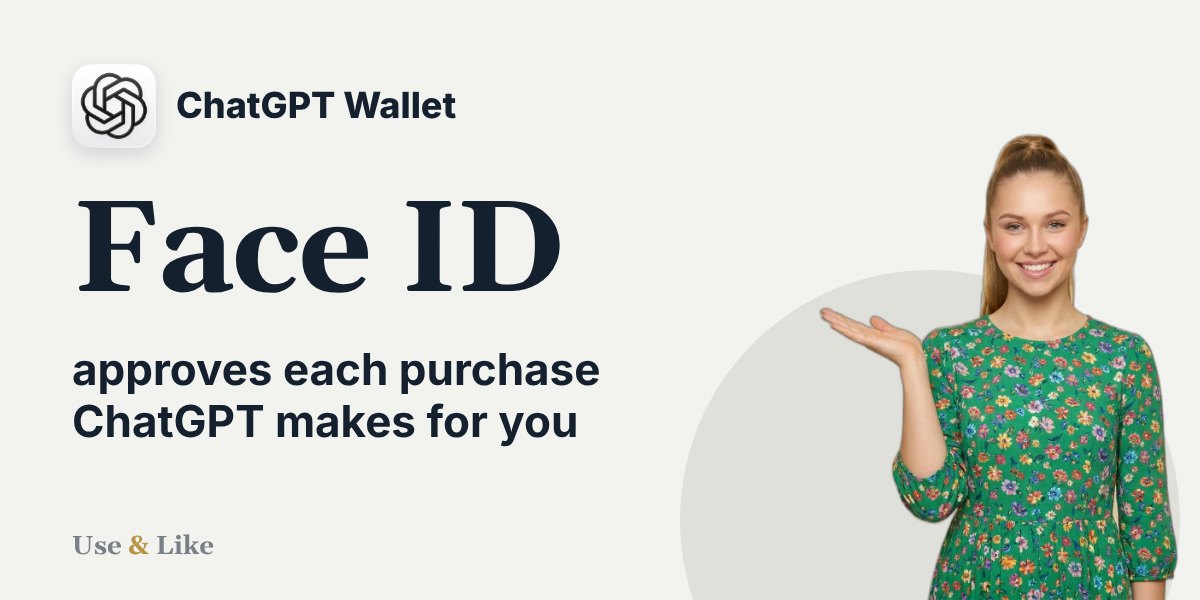 ChatGPT Wallet
Face ID
approves each purchase
ChatGPT makes for you
Use & Like